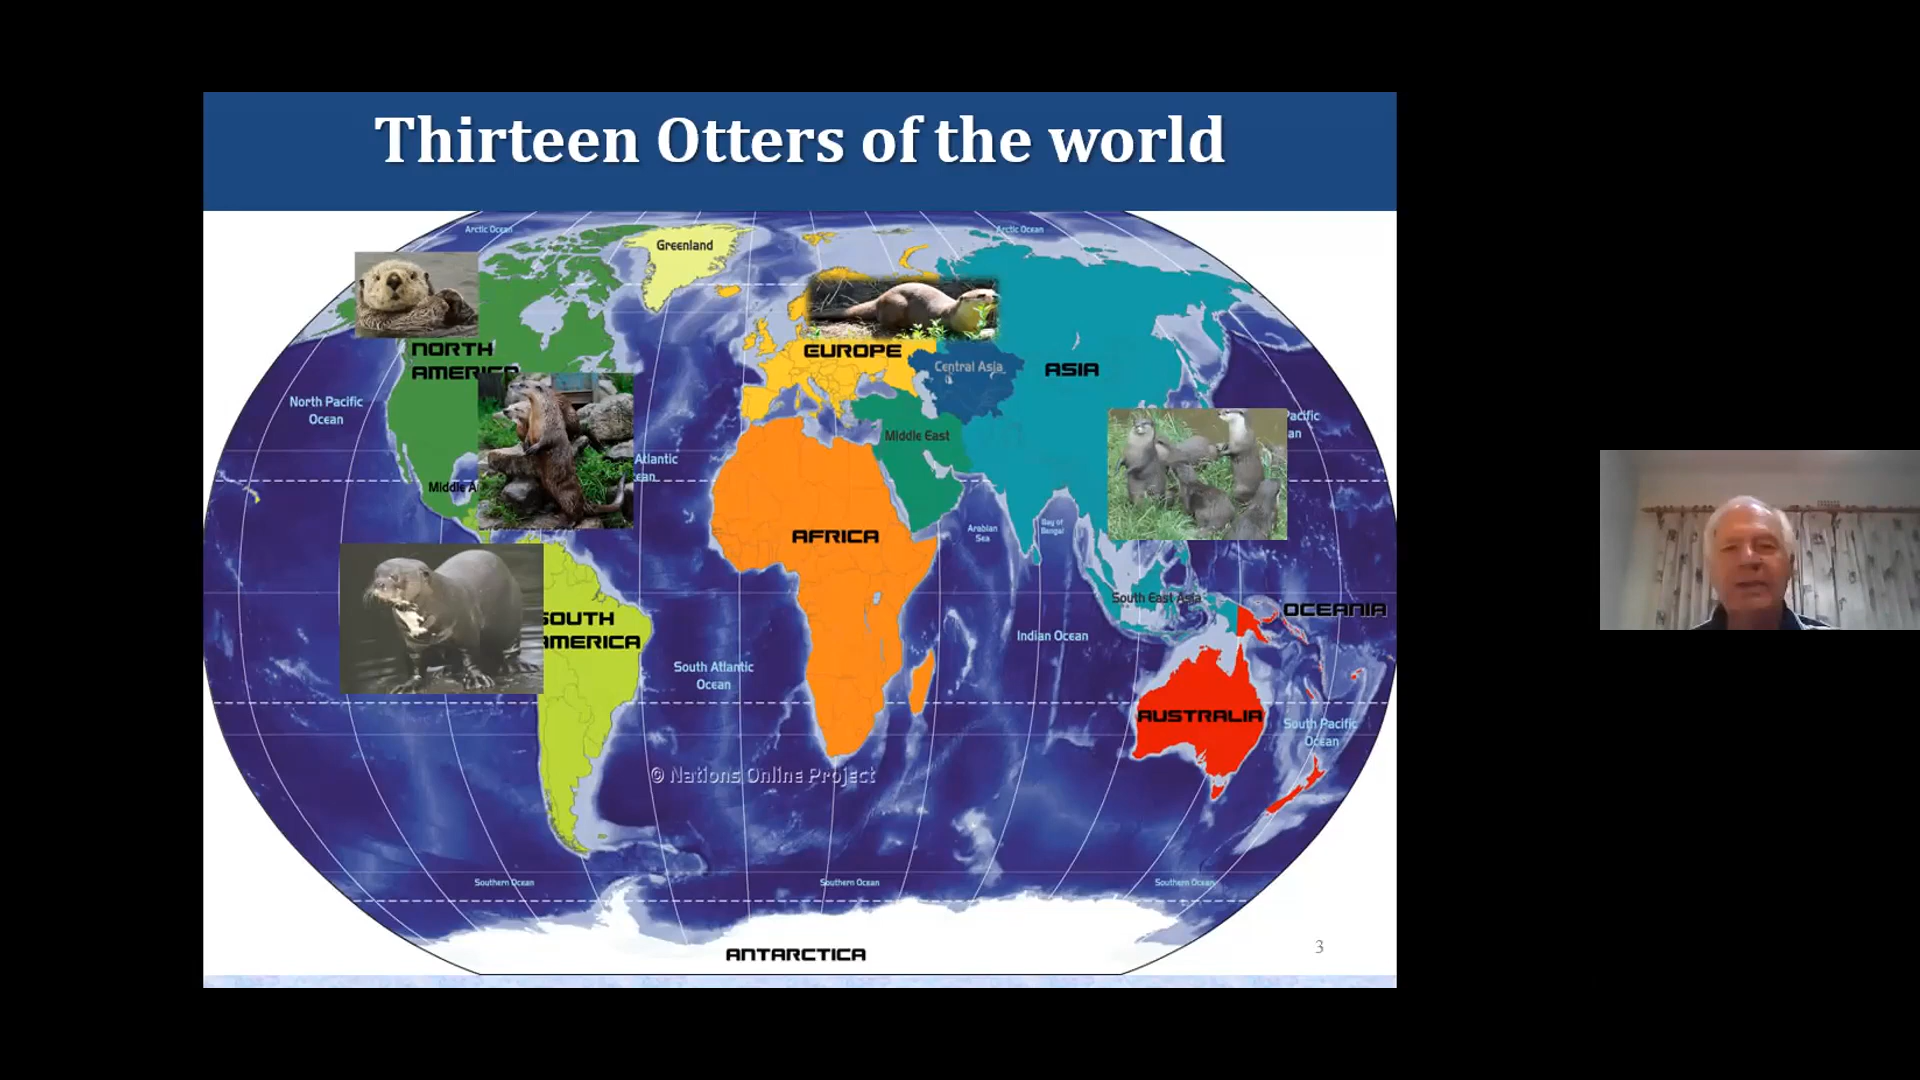 Thirteen Otters of the world
Arctic Ocean
Arctic Ocean
Greenland
NORTH
AMERICA
EUROPE
Central Asia
ASIA
North Pacific
Ocean
Pacific
an
Middle East
Atlantic
ean
Middle A
Arabian
Sea
Bay of
Bengal
AFRICA
SOUTH
AMERICA
South East Asia
OCEANIA
Indian Ocean
South Atlantic
Ocean
AUSTRALIA
South Pacific
Ocean
© Nations Online Project
Southern Ocean
Southern Ocean
Southern Ocean
ANTARCTICA
3